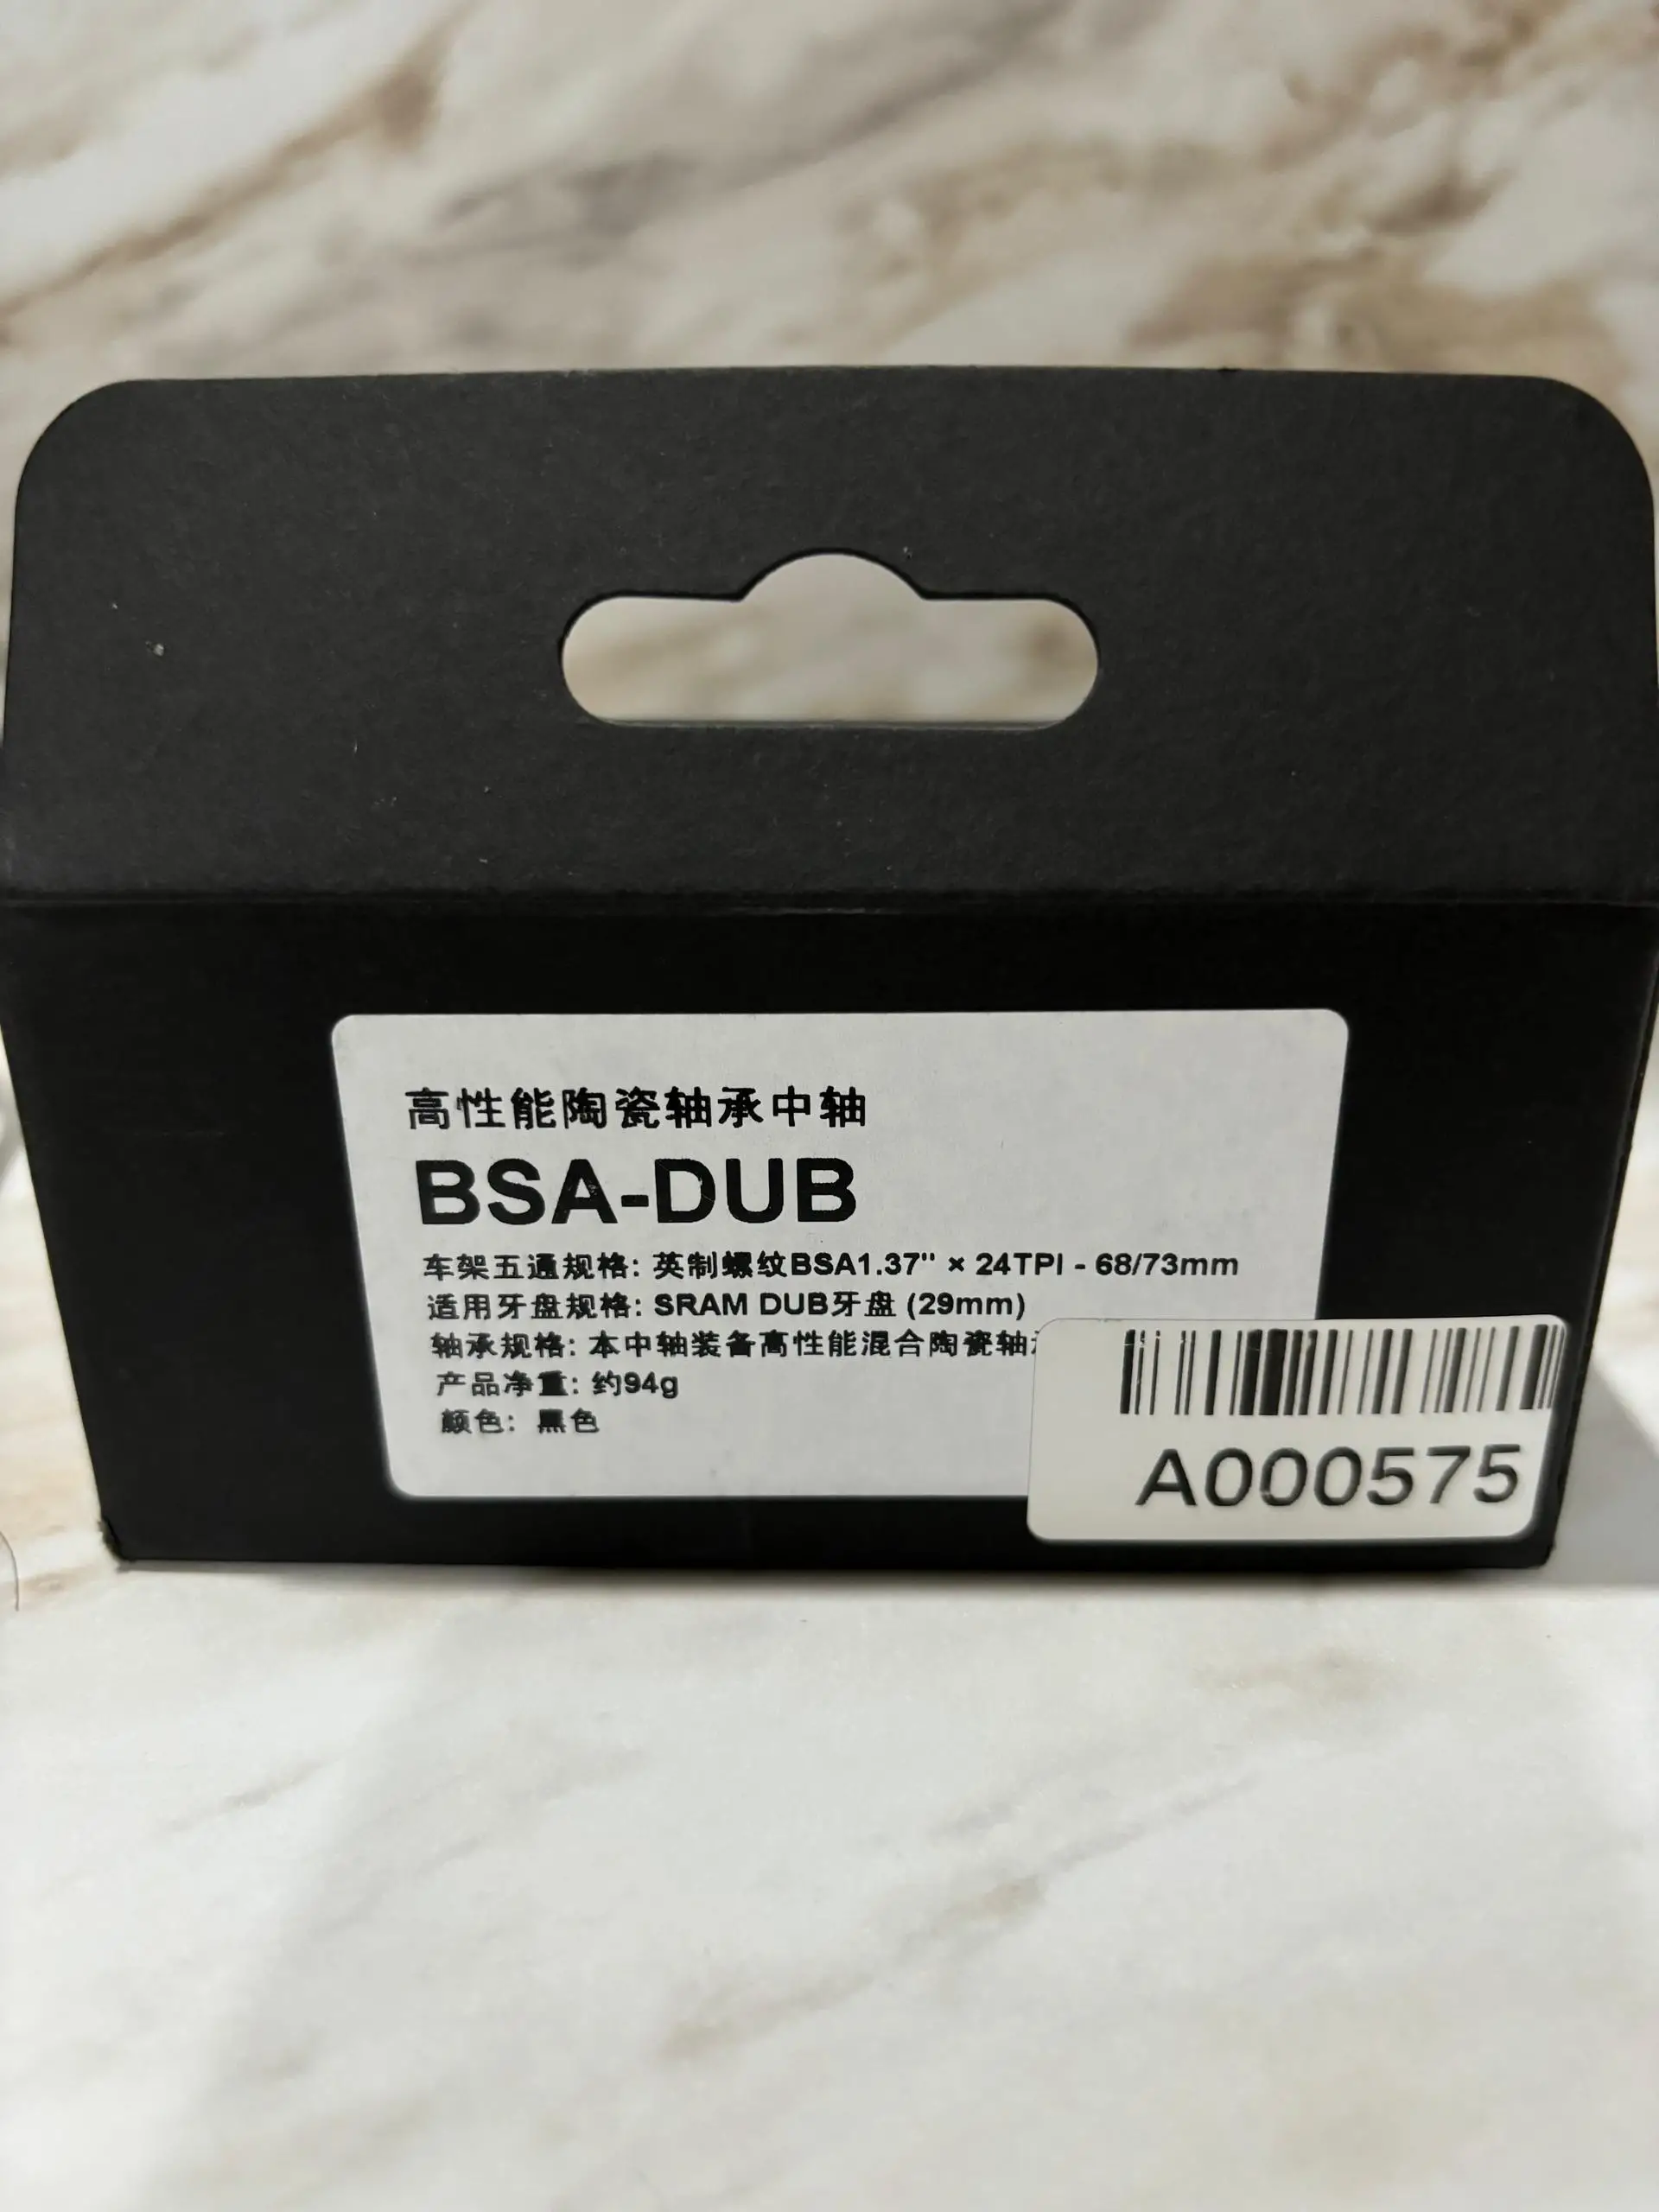 高性能陶瓷轴承中轴
BSA-DUB
车架五通规格: 英制螺纹BSA1.37" × 24TPI - 68/73mm
适用牙盘规格: SRAM DUB牙盘 (29mm)
轴承规格: 本中轴装备高性能混合陶瓷轴
产品净重: 约94g
颜色: 黑色
A000575